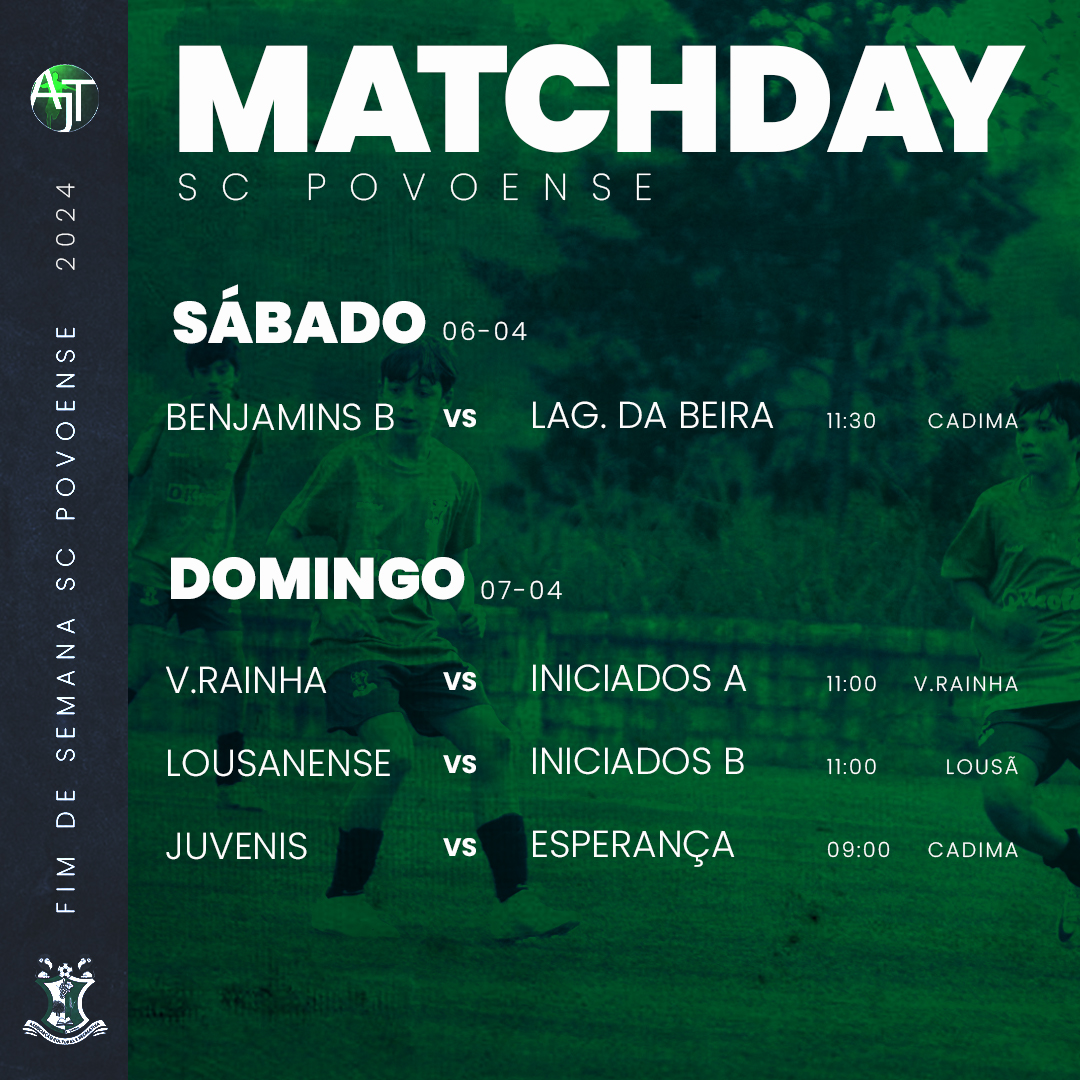 AJT
FIM DE SEMANA SC POVOENSE 2024
MATCHDAY
SC POVOENSE
SÁBADO 06-04
BENJAMINS B VS LAG. DA BEIRA 11:30 CADIMA
DOMINGO 07-04
V.RAINHA VS INICIADOS A 11:00 V.RAINHA
LOUSANENSE VS INICIADOS B 11:00 LOUSÃ
JUVENIS VS ESPERANÇA 09:00 CADIMA